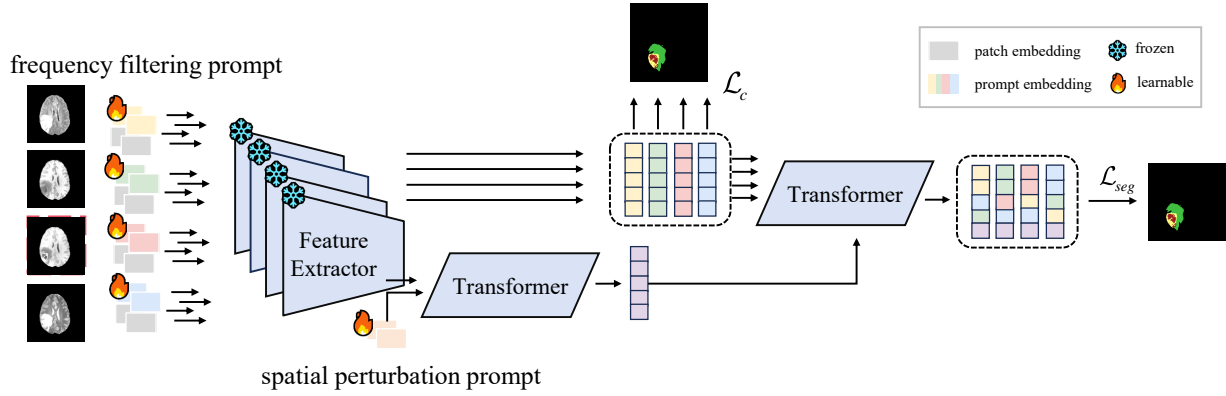 frequency filtering prompt
Feature
Extractor
Transformer
spatial perturbation prompt
ℒc
Transformer
ℒseg
patch embedding
frozen
prompt embedding
learnable